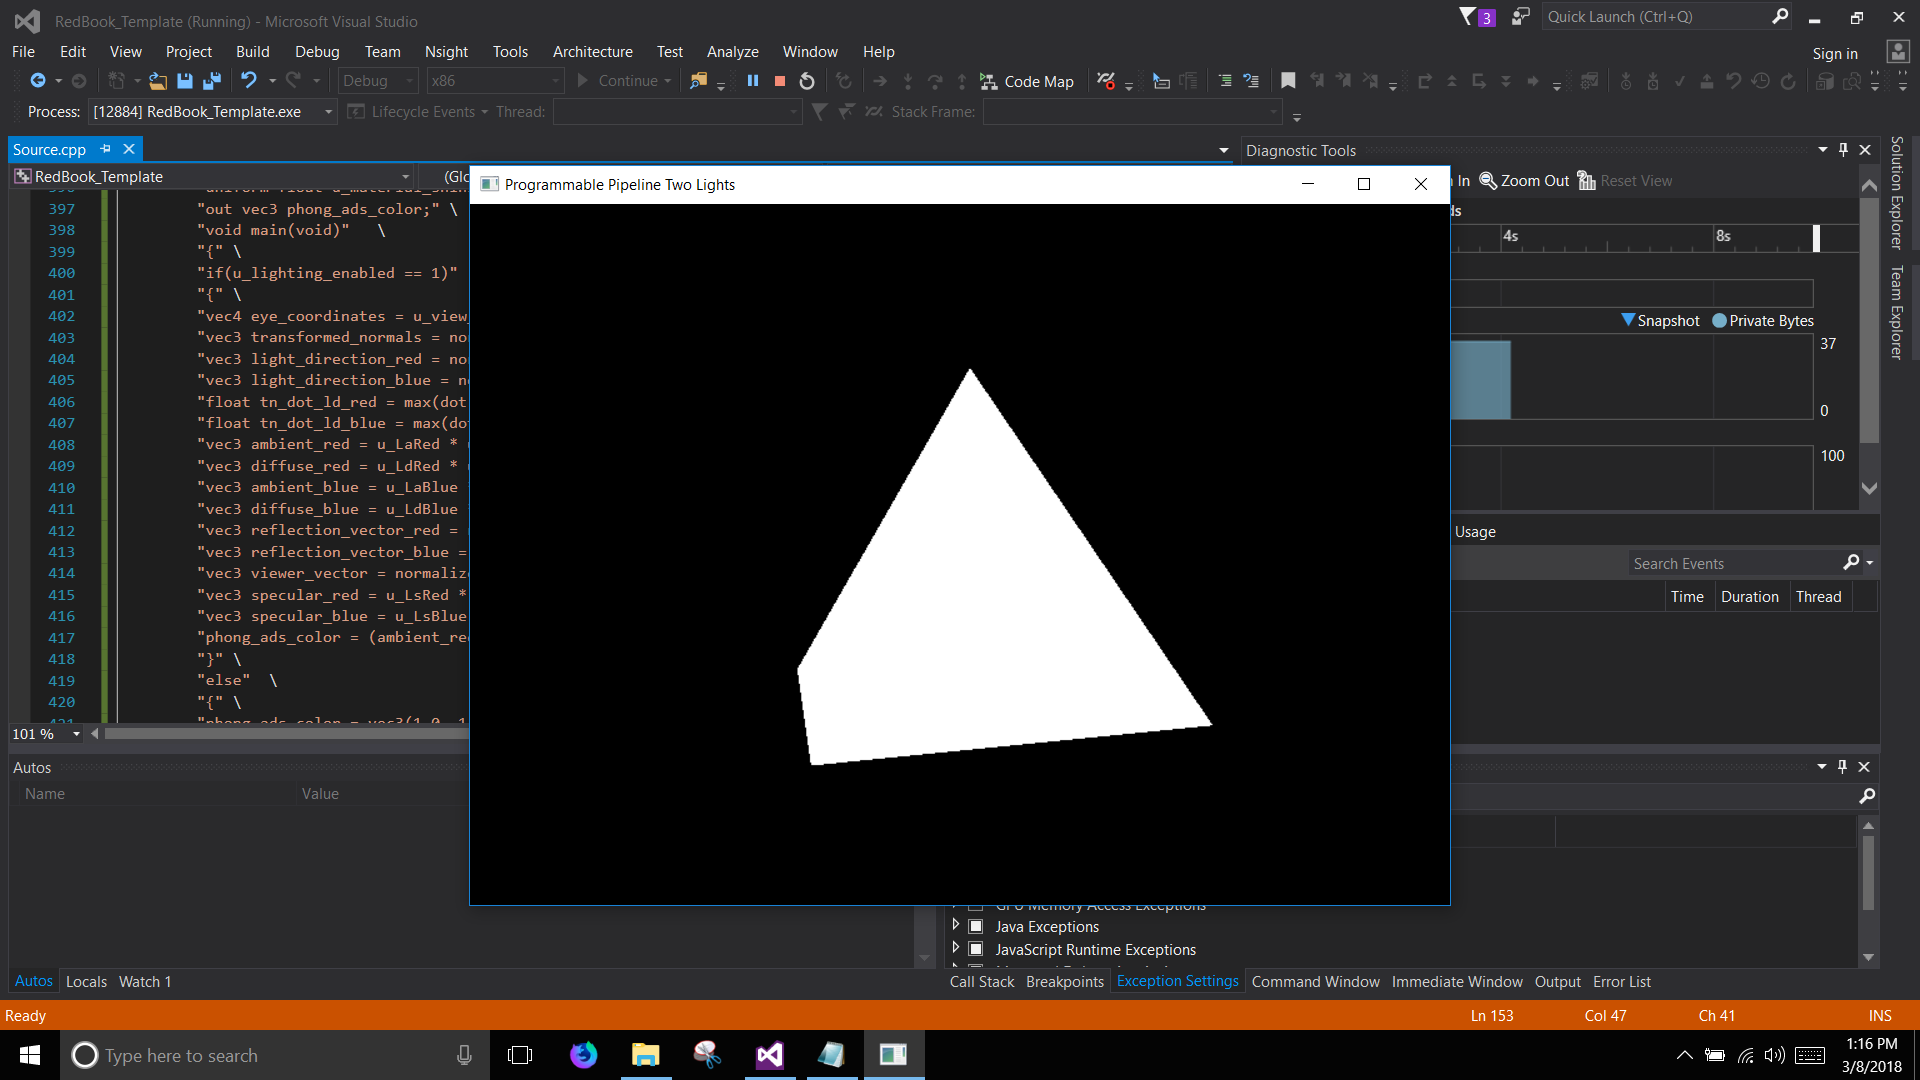 RedBook_Template (Running) - Microsoft Visual Studio
3
Quick Launch (Ctrl+Q)
File Edit View Project Build Debug Team Nsight Tools Architecture Test Analyze Window Help
Sign in
Debug x86 Continue Code Map
Process: [12884] RedBook_Template.exe Lifecycle Events Thread: Stack Frame:
Source.cpp
RedBook_Template
(Glo
397 "out vec3 phong_ads_color;" \
398 "void main(void)" \
399 "{" \
400 "if(u_lighting_enabled == 1)"
401 "{" \
402 "vec4 eye_coordinates = u_view_
403 "vec3 transformed_normals = no
404 "vec3 light_direction_red = no
405 "vec3 light_direction_blue = n
406 "float tn_dot_ld_red = max(dot
407 "float tn_dot_ld_blue = max(do
408 "vec3 ambient_red = u_LaRed *
409 "vec3 diffuse_red = u_LdRed *
410 "vec3 ambient_blue = u_LaBlue
411 "vec3 diffuse_blue = u_LdBlue
412 "vec3 reflection_vector_red =
413 "vec3 reflection_vector_blue =
414 "vec3 viewer_vector = normaliz
415 "vec3 specular_red = u_LsRed *
416 "vec3 specular_blue = u_LsBlue
417 "phong_ads_color = (ambient_re
418 "}" \
419 "else" \
420 "{" \
101 %
Programmable Pipeline Two Lights
Diagnostic Tools
In Zoom Out Reset View
4s 8s
Snapshot Private Bytes
37
0
100
Usage
Search Events
Time Duration Thread
Solution Explorer
Team Explorer
Autos
Name Value
GPU Memory Access Exceptions
Java Exceptions
JavaScript Runtime Exceptions
Autos Locals Watch 1
Call Stack Breakpoints Exception Settings Command Window Immediate Window Output Error List
Ready
Ln 153 Col 47 Ch 41 INS
Type here to search
1:16 PM
3/8/2018